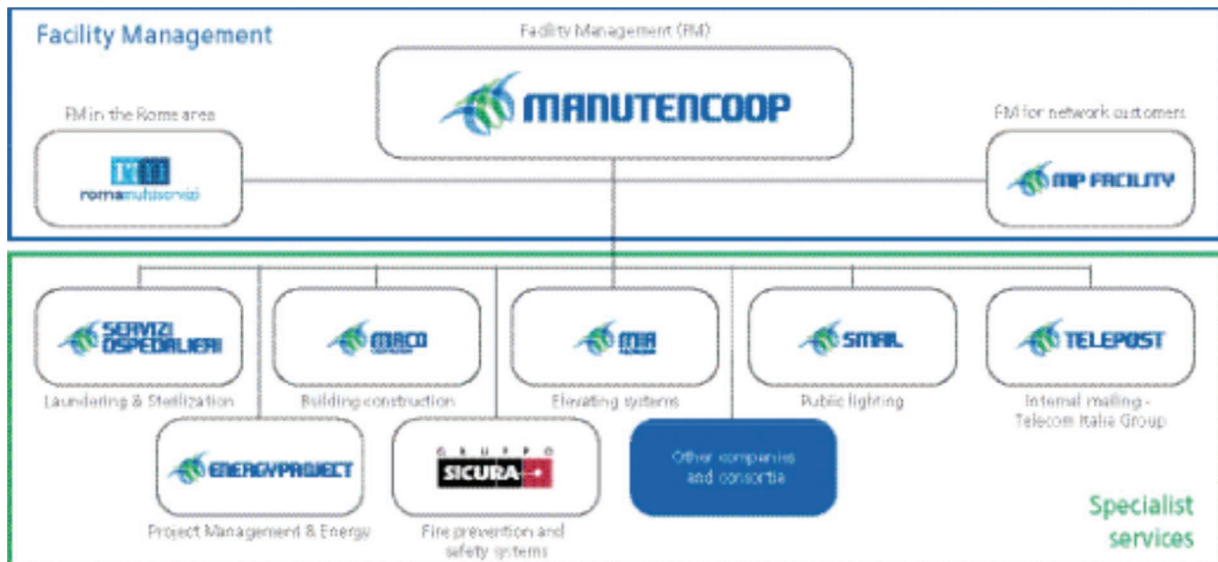 Facility Management
Facility Management (FM)
MANUTENCOOP
FM in the Rome area
romamultiservizi
FM for network customers
MP FACILITY
SERVIZI
OSPEDALIERI
MACO
MIA
SMAIL
TELEPOST
Laundering & Sterilization
Building construction
Elevating systems
Public lighting
Internal mailing -
Telecom Italia Group
ENERGYPROJECT
GRUPPO
SICURA
Other companies
and consortia
Project Management & Energy
Fire prevention and
safety systems
Specialist
services